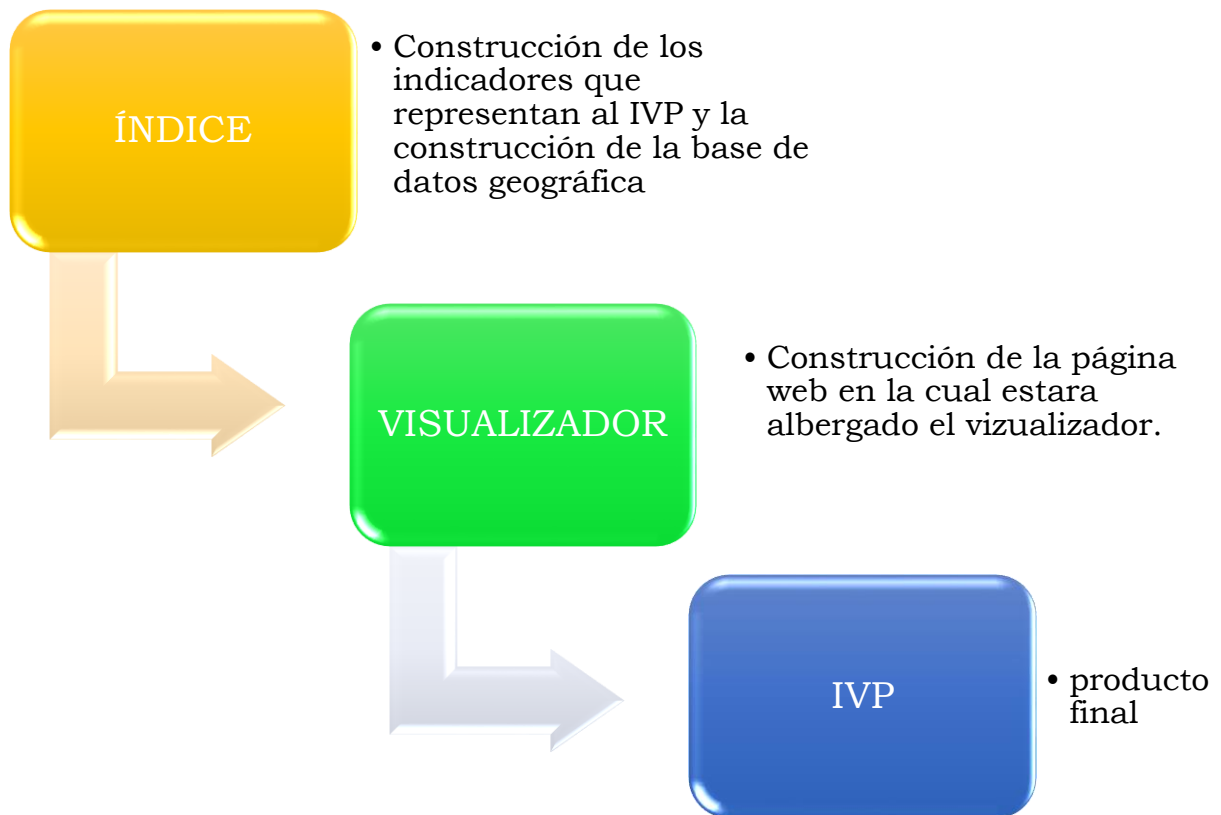 ÍNDICE
• Construcción de los
indicadores que
representan al IVP y la
construcción de la base de
datos geográfica
VISUALIZADOR
• Construcción de la página
web en la cual estara
albergado el vizualizador.
IVP
• producto
final